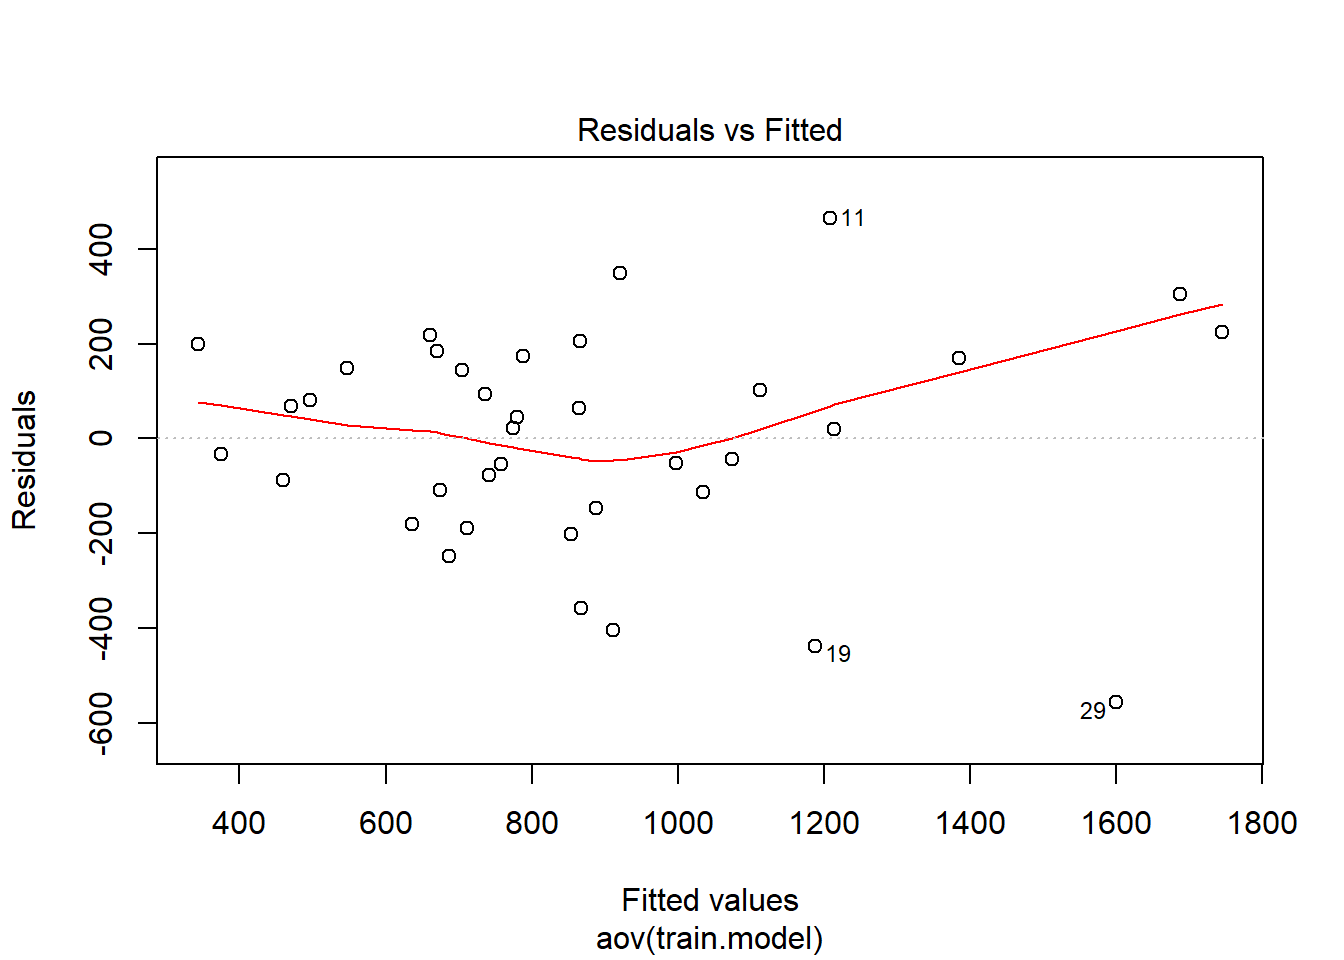 Residuals vs Fitted
Residuals
400
200
0
-200
-400
-600
11
19
29
400 600 800 1000 1200 1400 1600 1800
Fitted values
aov(train.model)